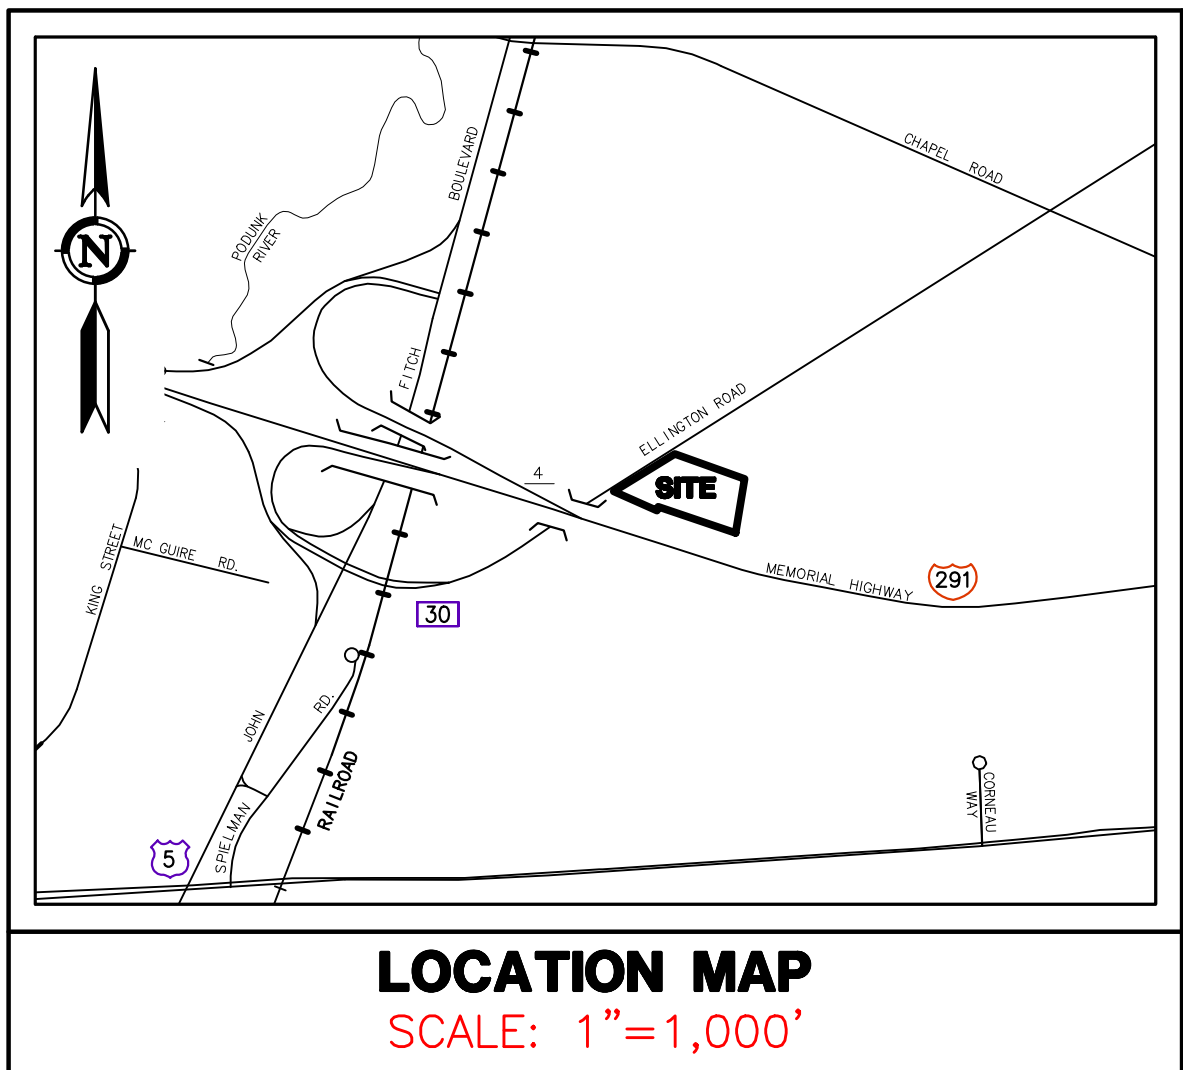 CHAPEL ROAD
BOULEVARD
PODUNK
RIVER
N
FITCH
ELLINGTON ROAD
4
SITE
KING STREET
MC GUIRE RD.
MEMORIAL HIGHWAY
291
30
RD.
JOHN
RAILROAD
CORNEAU
WAY
SPIELMAN
5
LOCATION MAP
SCALE: 1"=1,000'